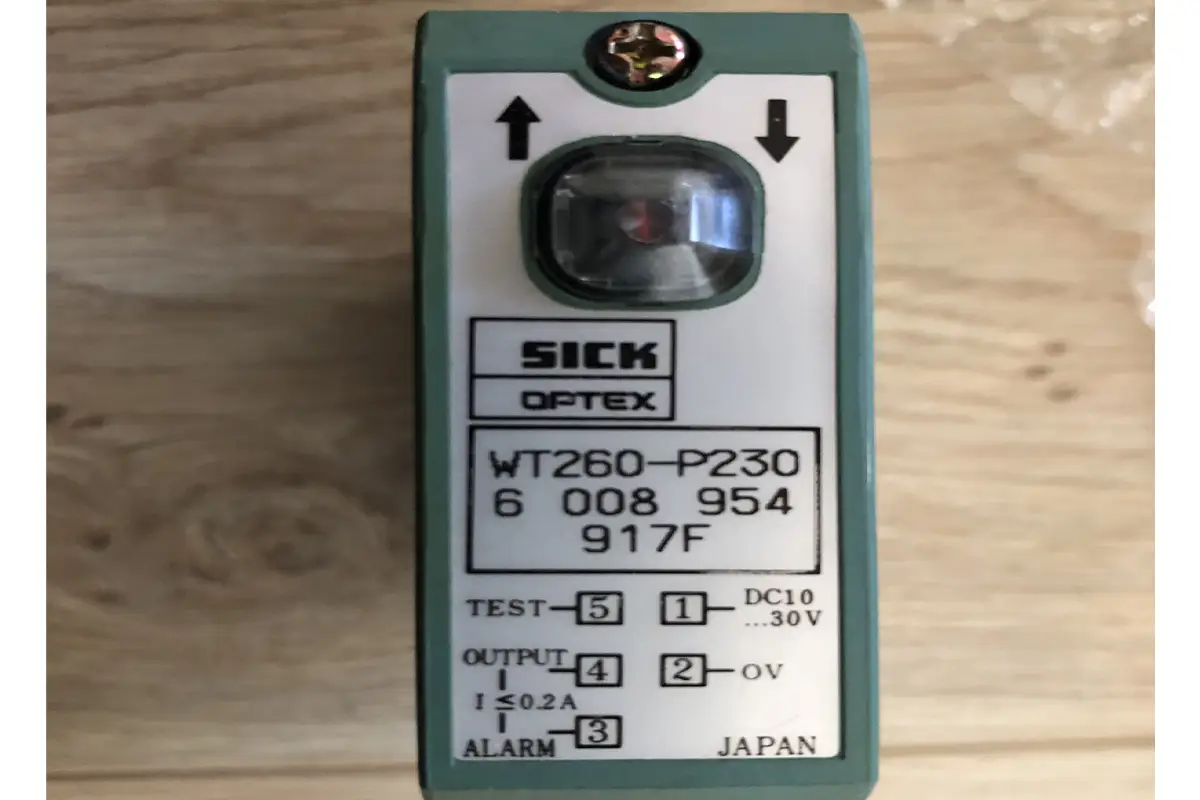 SICK
OPTEX
WT260-P230
6 008 954
917F
TEST 5
1 DC10
...30V
OUTPUT 4
2 0V
I ≤0.2A
ALARM 3
JAPAN